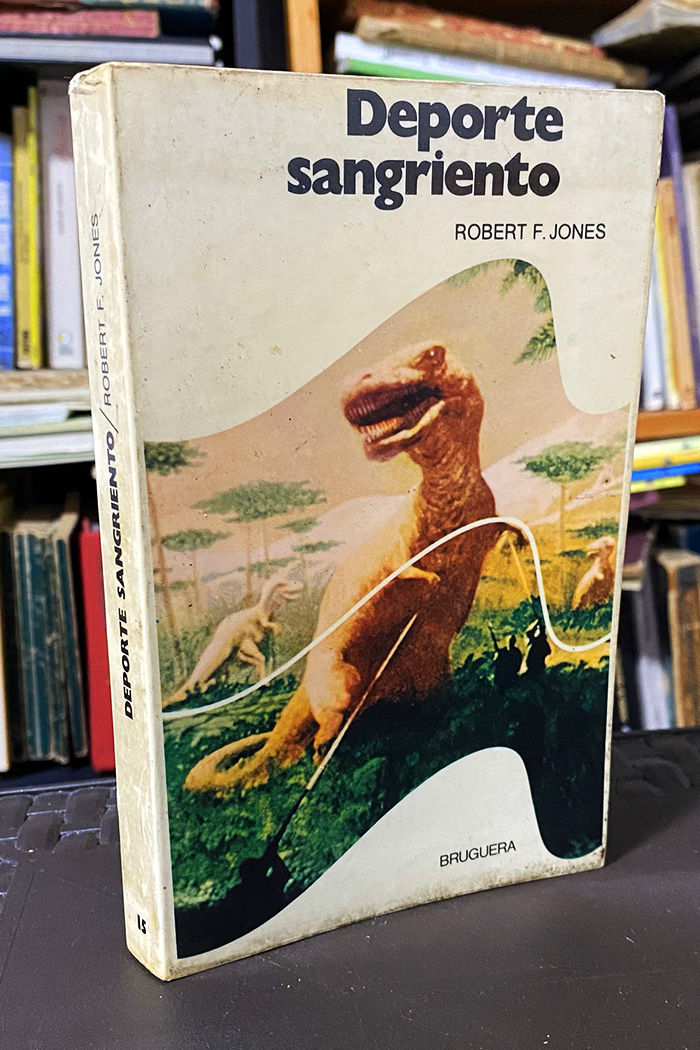 Deporte
sangriento
ROBERT F. JONES
BRUGUERA
DEPORTE SANGRIENTO/ROBERT F. JONES
15